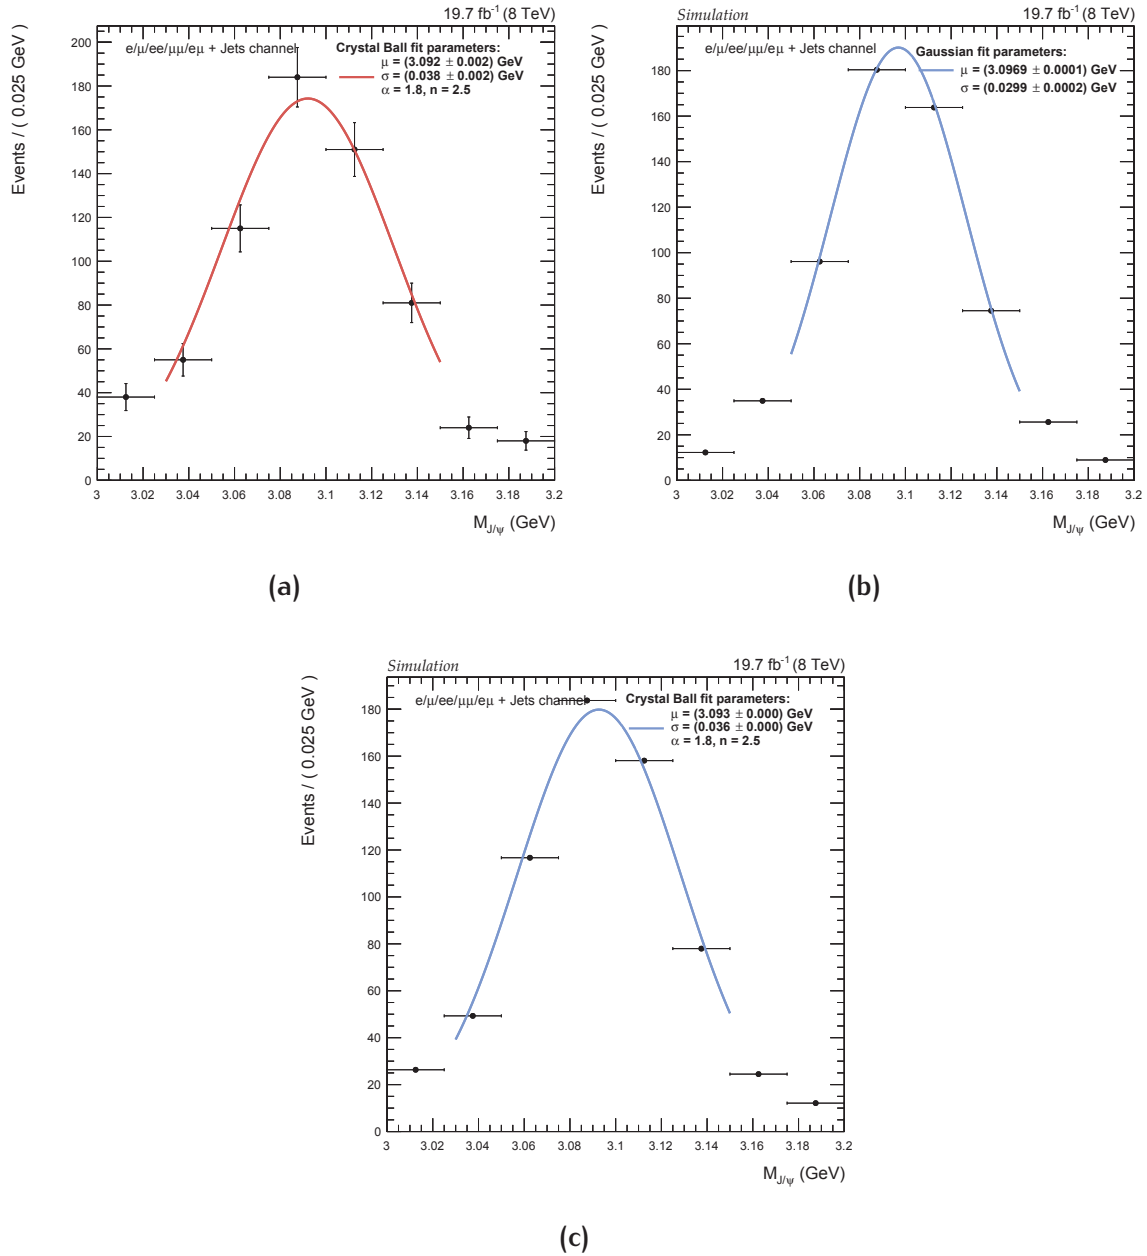 19.7 fb-1 (8 TeV)
Events / ( 0.025 GeV )
e/μ/ee/μμ/eμ + Jets channel
Crystal Ball fit parameters:
μ = (3.092 ± 0.002) GeV
σ = (0.038 ± 0.002) GeV
α = 1.8, n = 2.5
200
180
160
140
120
100
80
60
40
20
0
3 3.02 3.04 3.06 3.08 3.1 3.12 3.14 3.16 3.18 3.2
MJ/ψ (GeV)
(a)
Simulation 19.7 fb-1 (8 TeV)
Events / ( 0.025 GeV )
e/μ/ee/μμ/eμ + Jets channel
Gaussian fit parameters:
μ = (3.0969 ± 0.0001) GeV
σ = (0.0299 ± 0.0002) GeV
180
160
140
120
100
80
60
40
20
0
3 3.02 3.04 3.06 3.08 3.1 3.12 3.14 3.16 3.18 3.2
MJ/ψ (GeV)
(b)
Simulation 19.7 fb-1 (8 TeV)
Events / ( 0.025 GeV )
e/μ/ee/μμ/eμ + Jets channel
Crystal Ball fit parameters:
μ = (3.093 ± 0.000) GeV
σ = (0.036 ± 0.000) GeV
α = 1.8, n = 2.5
180
160
140
120
100
80
60
40
20
0
3 3.02 3.04 3.06 3.08 3.1 3.12 3.14 3.16 3.18 3.2
MJ/ψ (GeV)
(c)